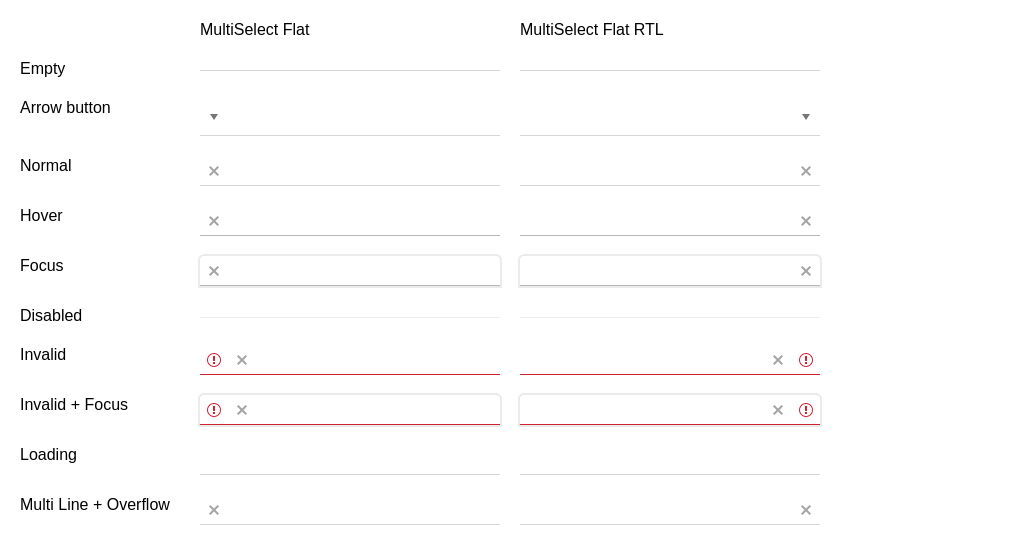 MultiSelect Flat
MultiSelect Flat RTL
Empty
Arrow button
Normal
Hover
Focus
Disabled
Invalid
Invalid + Focus
Loading
Multi Line + Overflow